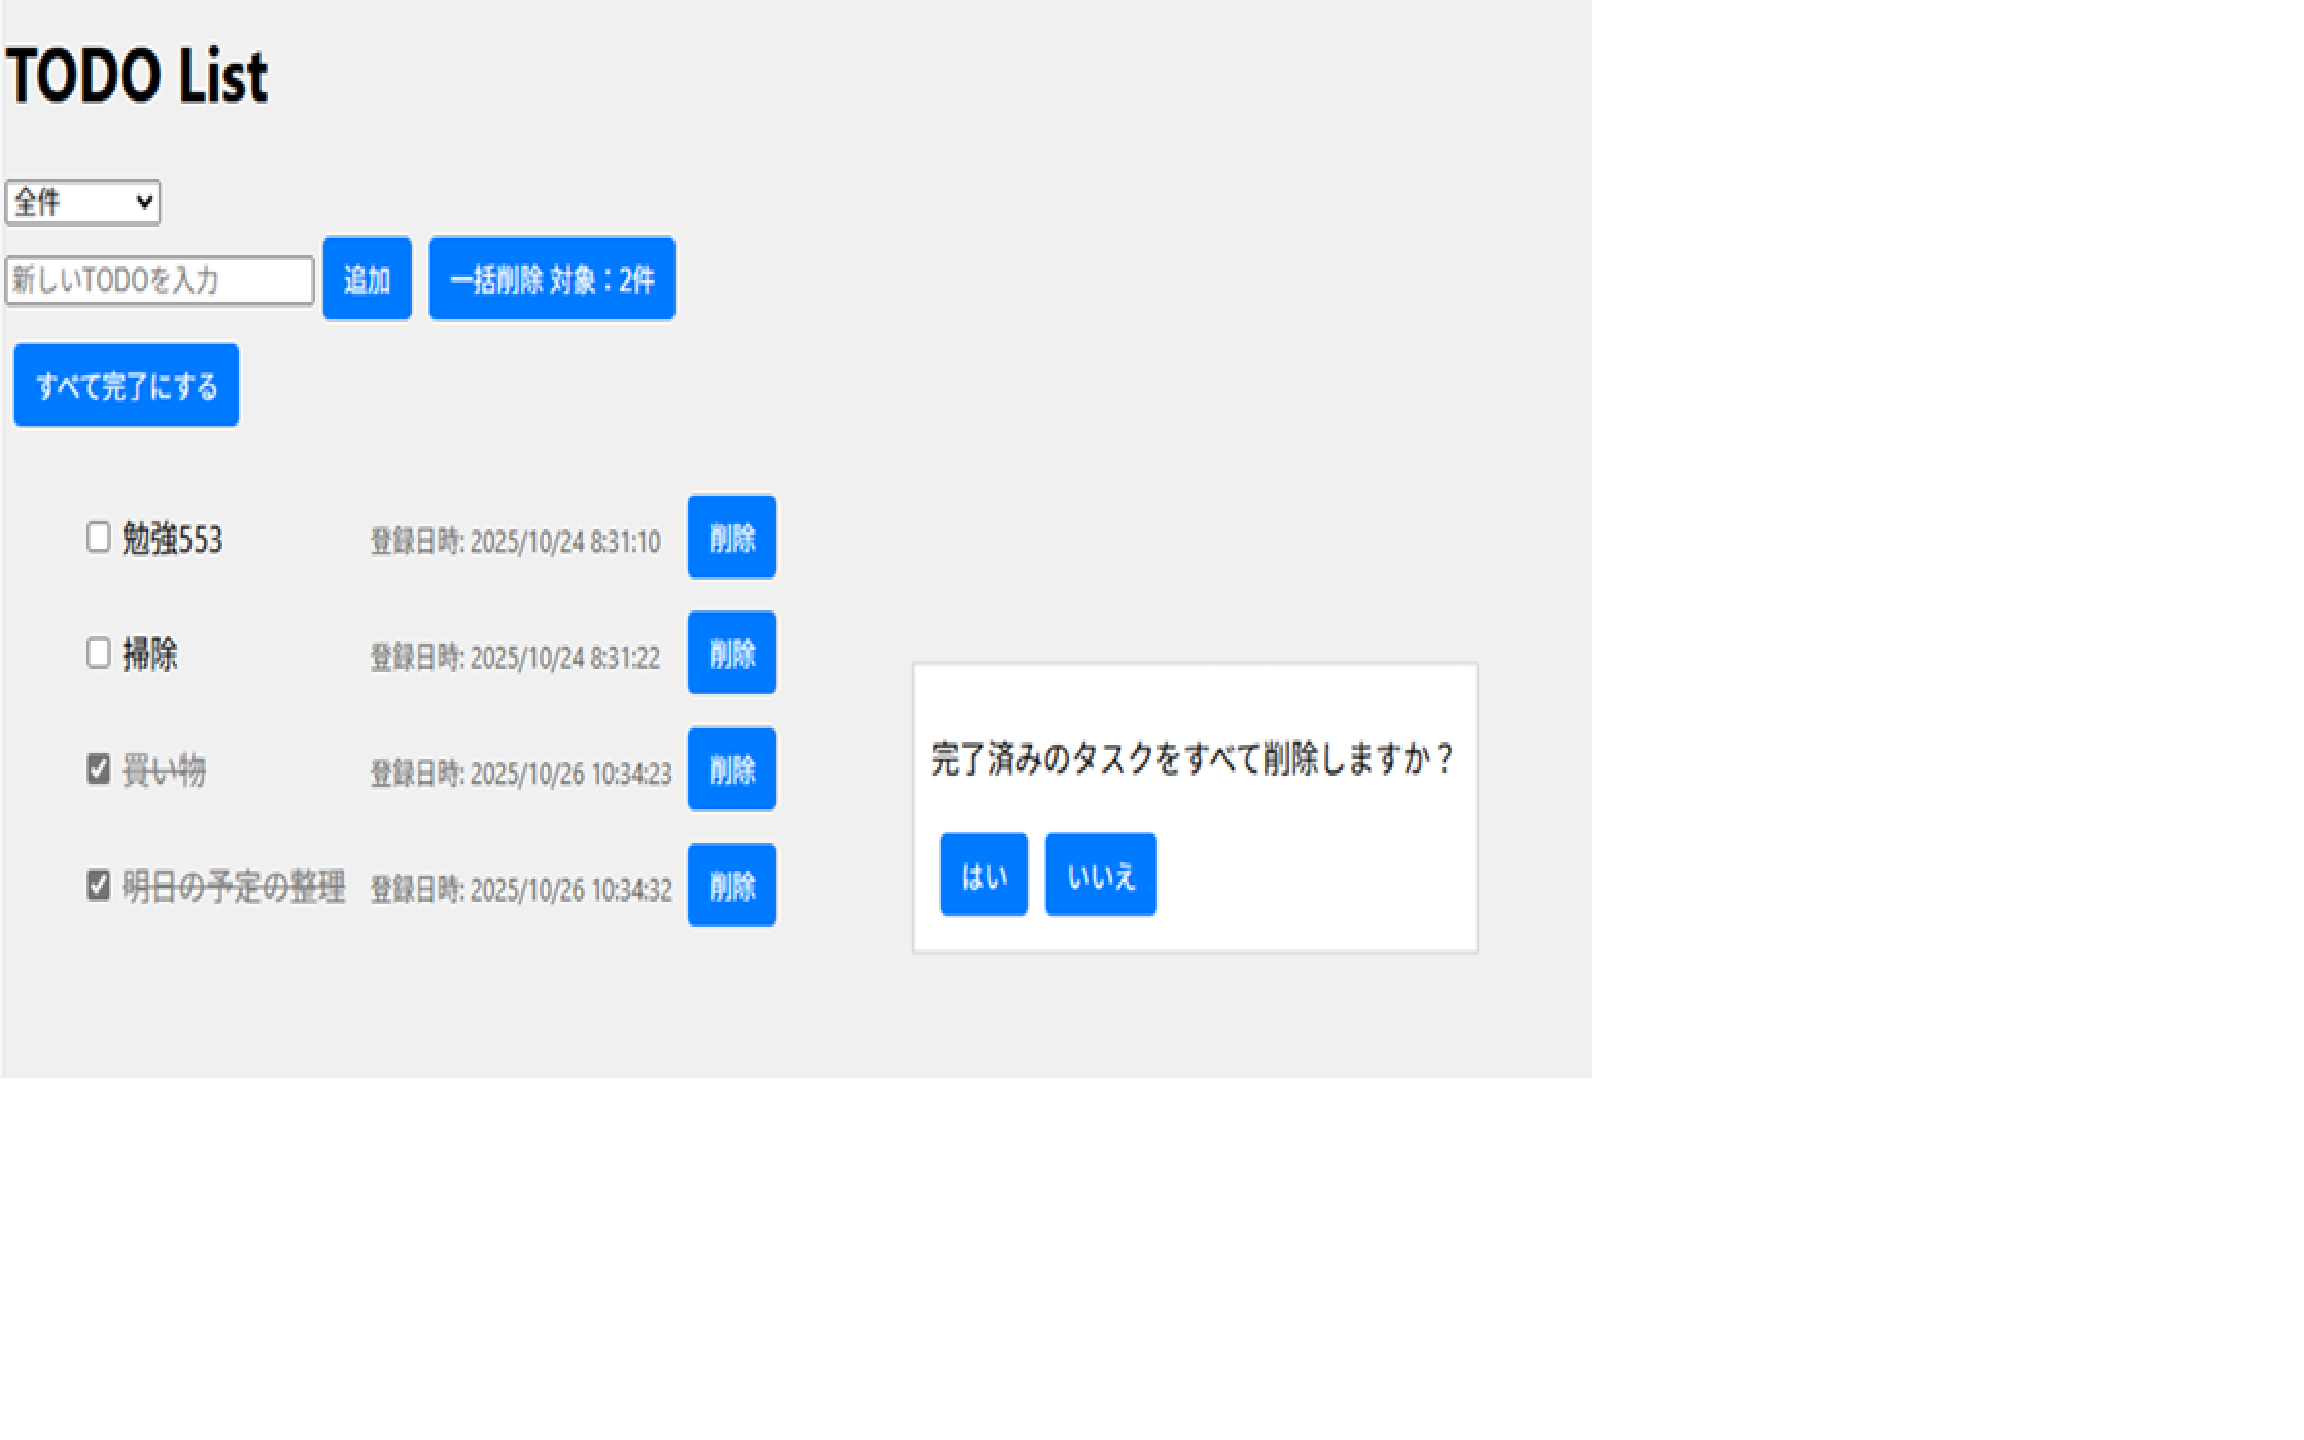 TODO List
全件
新しいTODOを入力 追加 一括削除 対象：2件
すべて完了にする
勉強553 登録日時: 2025/10/24 8:31:10 削除
掃除 登録日時: 2025/10/24 8:31:22 削除
買い物 登録日時: 2025/10/26 10:34:23 削除
明日の予定の整理 登録日時: 2025/10/26 10:34:32 削除
完了済みのタスクをすべて削除しますか？
はい いいえ